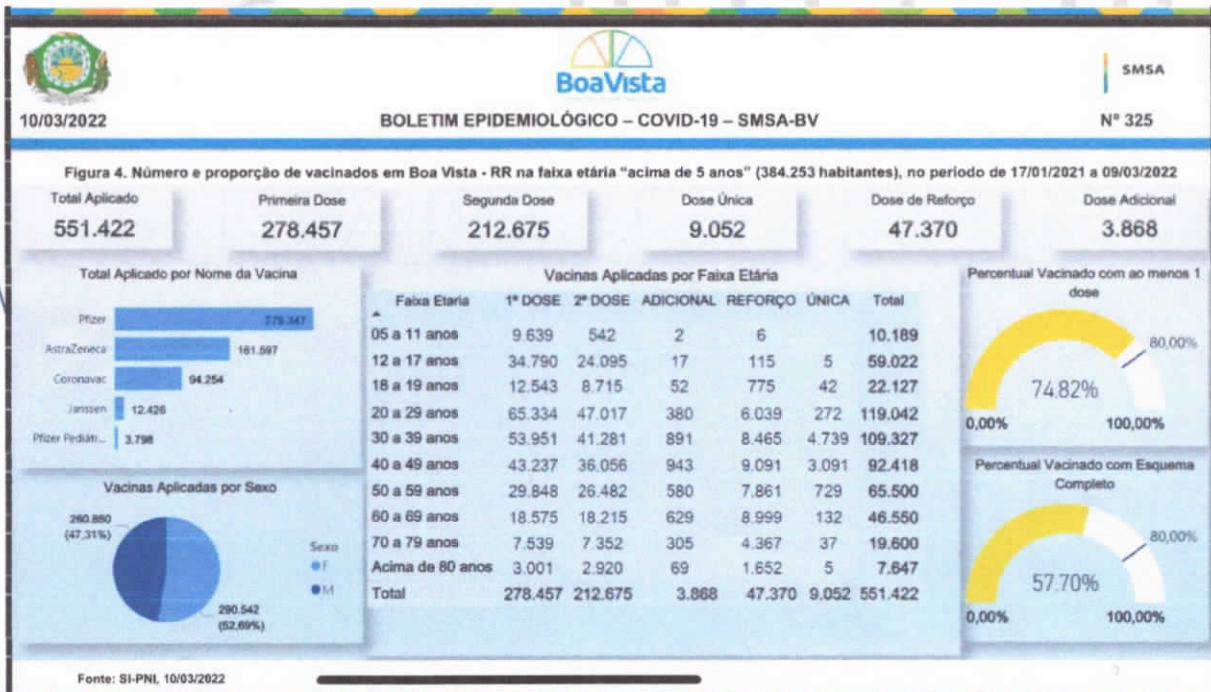 BoaVista
SMSA
10/03/2022
BOLETIM EPIDEMIOLÓGICO – COVID-19 – SMSA-BV
Nº 325
Figura 4. Número e proporção de vacinados em Boa Vista - RR na faixa etária “acima de 5 anos” (384.253 habitantes), no período de 17/01/2021 a 09/03/2022
Total Aplicado
551.422
Primeira Dose
278.457
Segunda Dose
212.675
Dose Única
9.052
Dose de Reforço
47.370
Dose Adicional
3.868
Total Aplicado por Nome da Vacina
Pfizer
AstraZeneca 161.597
Coronavac 94.254
Janssen 12.426
Pfizer Pediátr... 3.798
Vacinas Aplicadas por Sexo
260.880
(47,31%)
Sexo
F
M
290.542
(52,69%)
Vacinas Aplicadas por Faixa Etária
Faixa Etaria 1ª DOSE 2ª DOSE ADICIONAL REFORÇO ÚNICA Total
05 a 11 anos 9.639 542 2 6 10.189
12 a 17 anos 34.790 24.095 17 115 5 59.022
18 a 19 anos 12.543 8.715 52 775 42 22.127
20 a 29 anos 65.334 47.017 380 6.039 272 119.042
30 a 39 anos 53.951 41.281 891 8.465 4.739 109.327
40 a 49 anos 43.237 36.056 943 9.091 3.091 92.418
50 a 59 anos 29.848 26.482 580 7.861 729 65.500
60 a 69 anos 18.575 18.215 629 8.999 132 46.550
70 a 79 anos 7.539 7.352 305 4.367 37 19.600
Acima de 80 anos 3.001 2.920 69 1.652 5 7.647
Total 278.457 212.675 3.868 47.370 9.052 551.422
Percentual Vacinado com ao menos 1
dose
80,00%
74.82%
0,00% 100,00%
Percentual Vacinado com Esquema
Completo
80,00%
57.70%
0,00% 100,00%
Fonte: SI-PNI, 10/03/2022